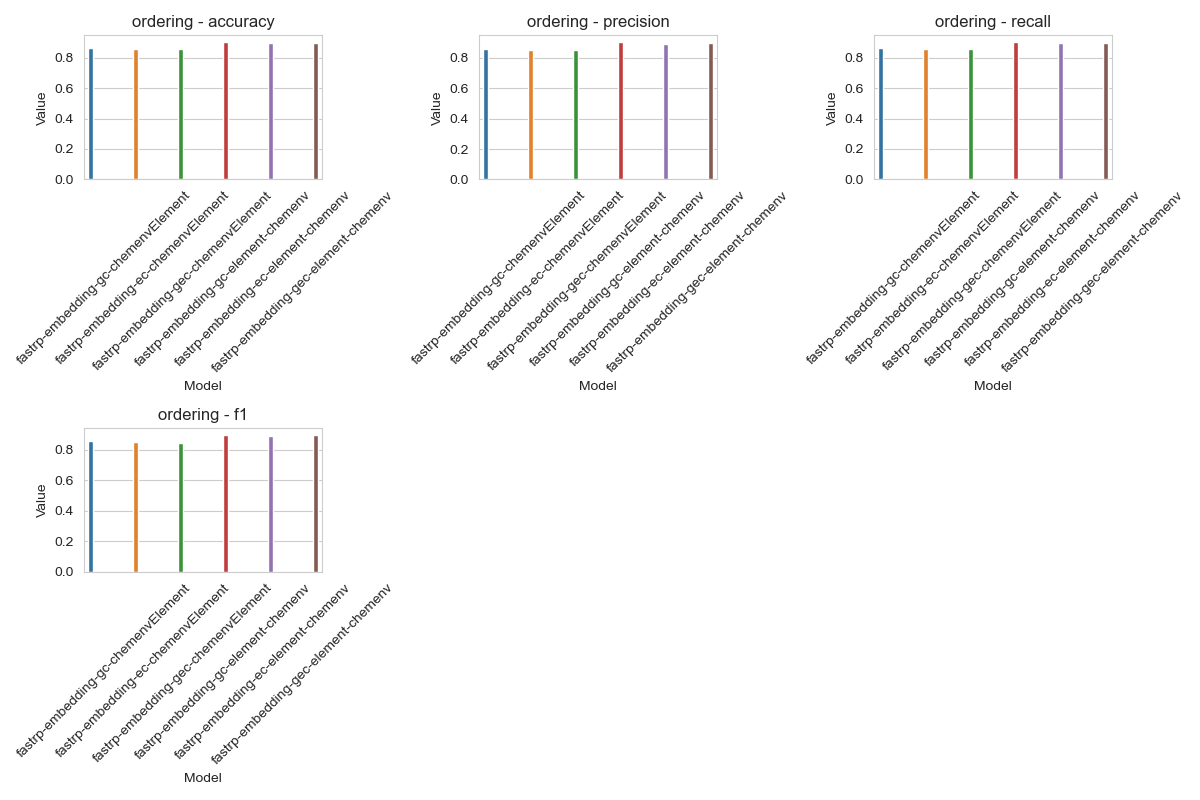 ordering - accuracy
Value
0.8
0.6
0.4
0.2
0.0
fastrp-embedding-gc-chemenvElement
fastrp-embedding-ec-chemenvElement
fastrp-embedding-gec-chemenvElement
fastrp-embedding-gc-element-chemenv
fastrp-embedding-ec-element-chemenv
fastrp-embedding-gec-element-chemenv
Model
ordering - precision
Value
0.8
0.6
0.4
0.2
0.0
fastrp-embedding-gc-chemenvElement
fastrp-embedding-ec-chemenvElement
fastrp-embedding-gec-chemenvElement
fastrp-embedding-gc-element-chemenv
fastrp-embedding-ec-element-chemenv
fastrp-embedding-gec-element-chemenv
Model
ordering - recall
Value
0.8
0.6
0.4
0.2
0.0
fastrp-embedding-gc-chemenvElement
fastrp-embedding-ec-chemenvElement
fastrp-embedding-gec-chemenvElement
fastrp-embedding-gc-element-chemenv
fastrp-embedding-ec-element-chemenv
fastrp-embedding-gec-element-chemenv
Model
ordering - f1
Value
0.8
0.6
0.4
0.2
0.0
fastrp-embedding-gc-chemenvElement
fastrp-embedding-ec-chemenvElement
fastrp-embedding-gec-chemenvElement
fastrp-embedding-gc-element-chemenv
fastrp-embedding-ec-element-chemenv
fastrp-embedding-gec-element-chemenv
Model